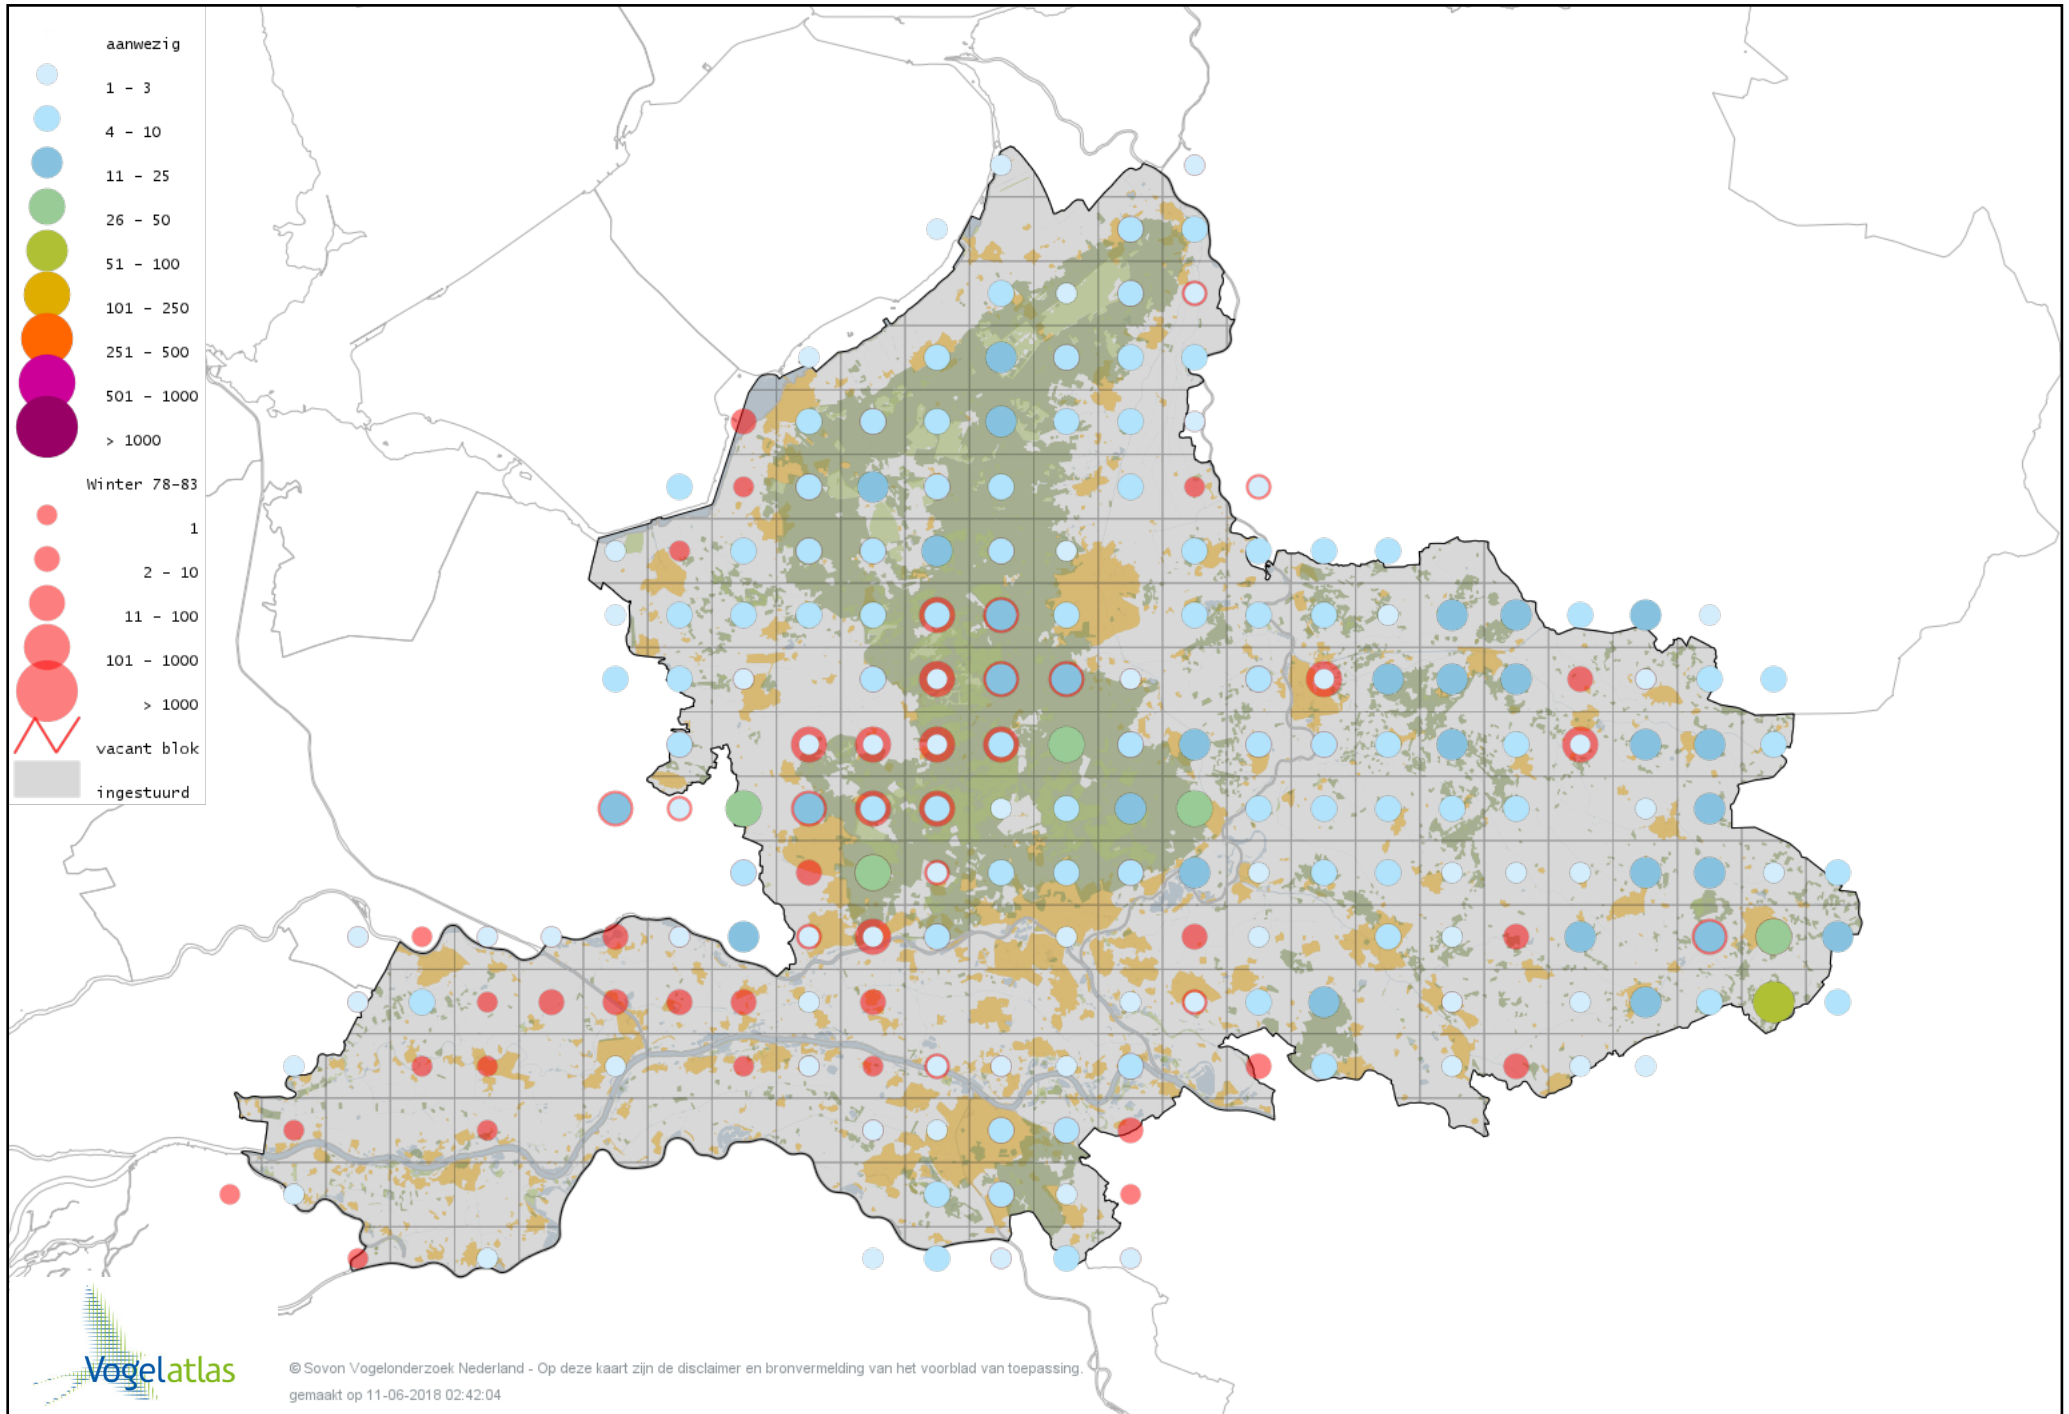 aanwezig
1 - 3
4 - 10
11 - 25
26 - 50
51 - 100
101 - 250
251 - 500
501 - 1000
> 1000
Winter 78-83
1
2 - 10
11 - 100
101 - 1000
> 1000
vacant blok
ingestuurd
Vogelatlas
© Sovon Vogelonderzoek Nederland - Op deze kaart zijn de disclaimer en bronvermelding van het voorblad van toepassing.
gemaakt op 11-06-2018 02:42:04